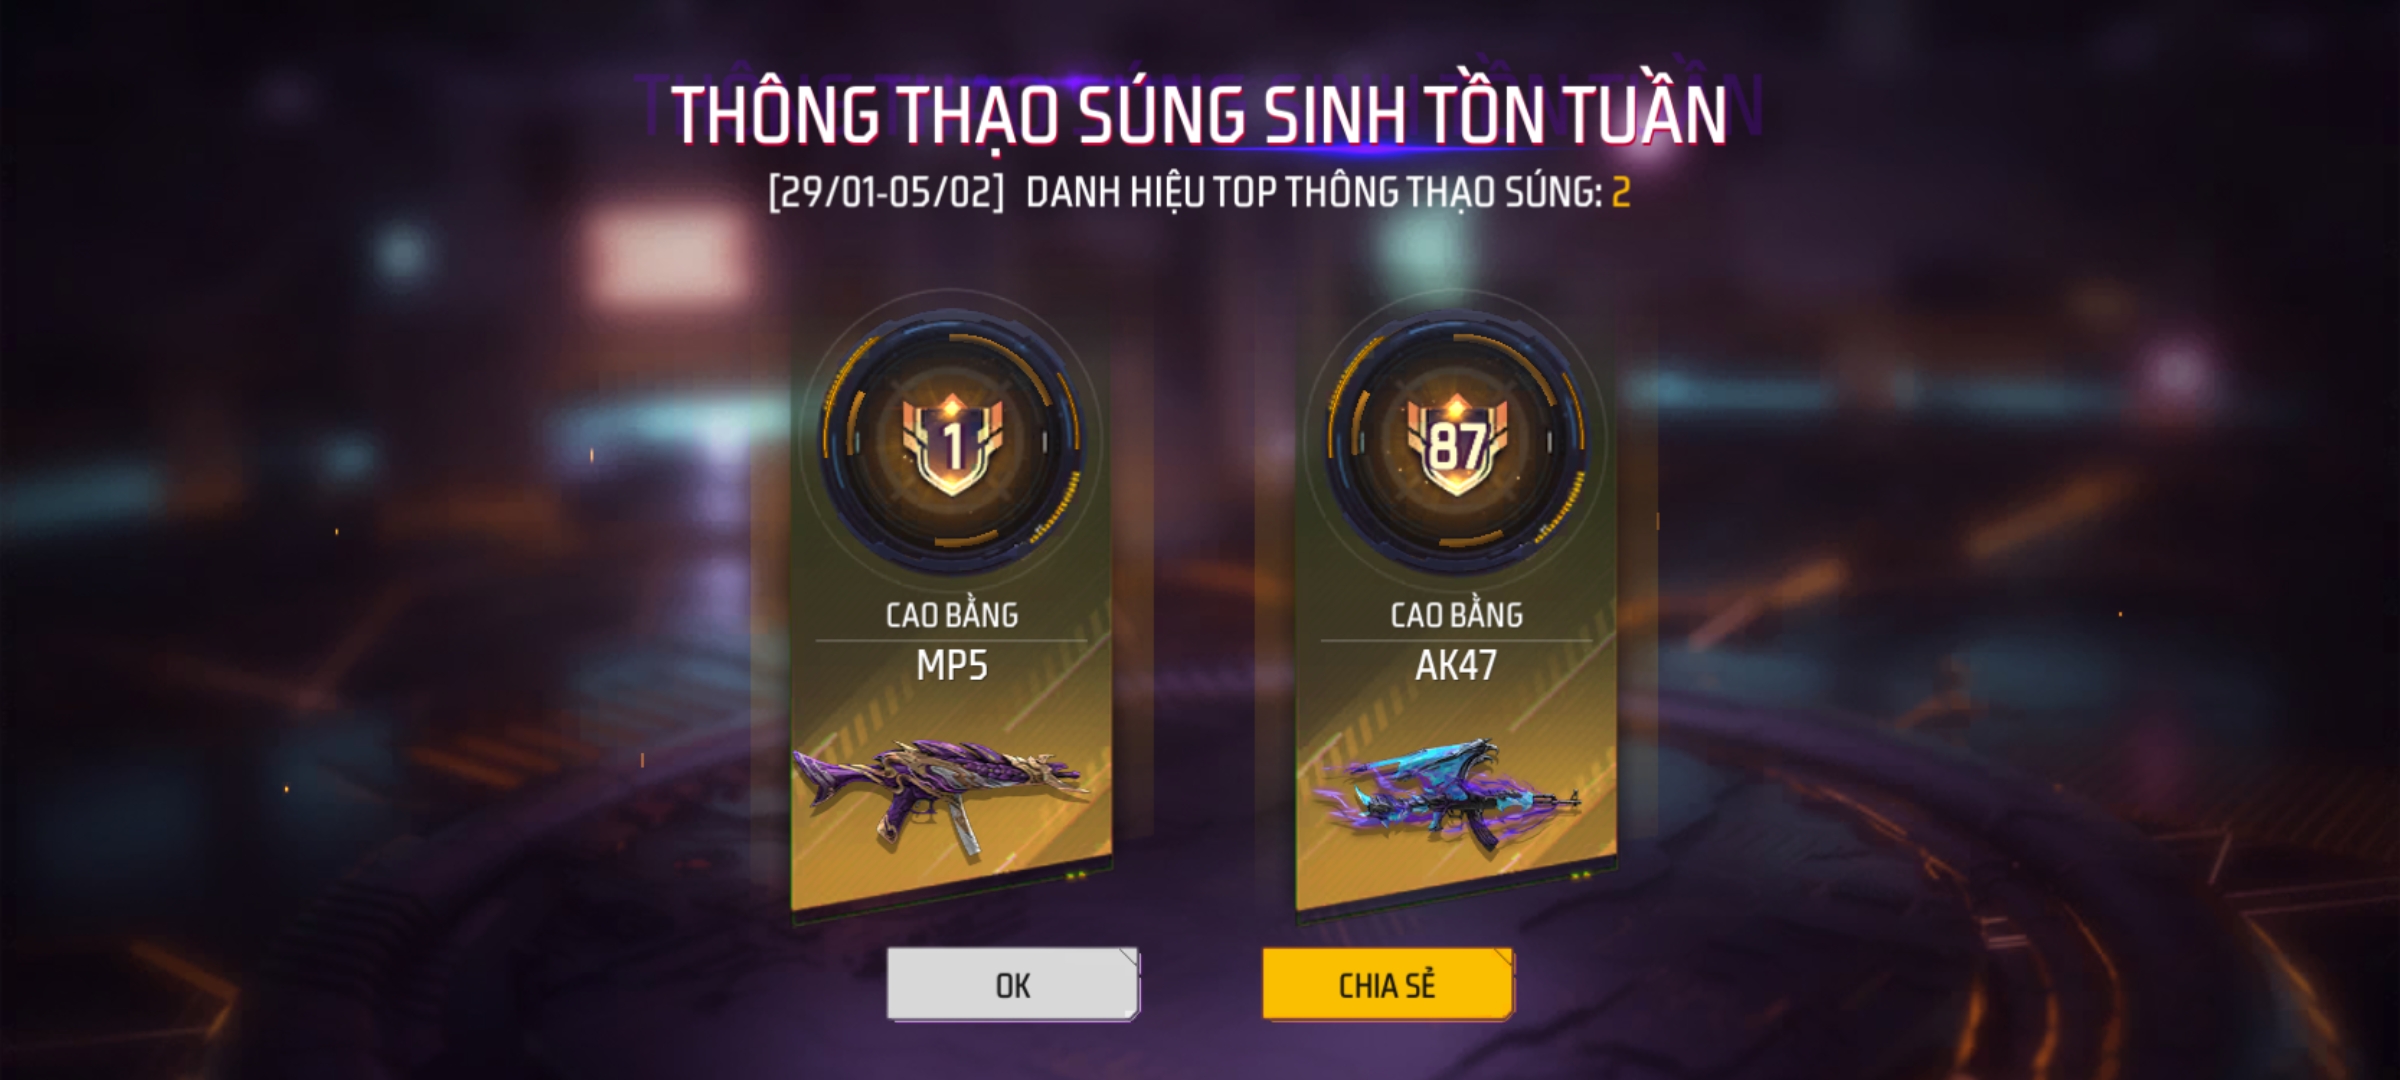 THÔNG THẠO SÚNG SINH TỒN TUẦN
[29/01-05/02] DANH HIỆU TOP THÔNG THẠO SÚNG: 2
1
CAO BẰNG
MP5
87
CAO BẰNG
AK47
OK
CHIA SẺ